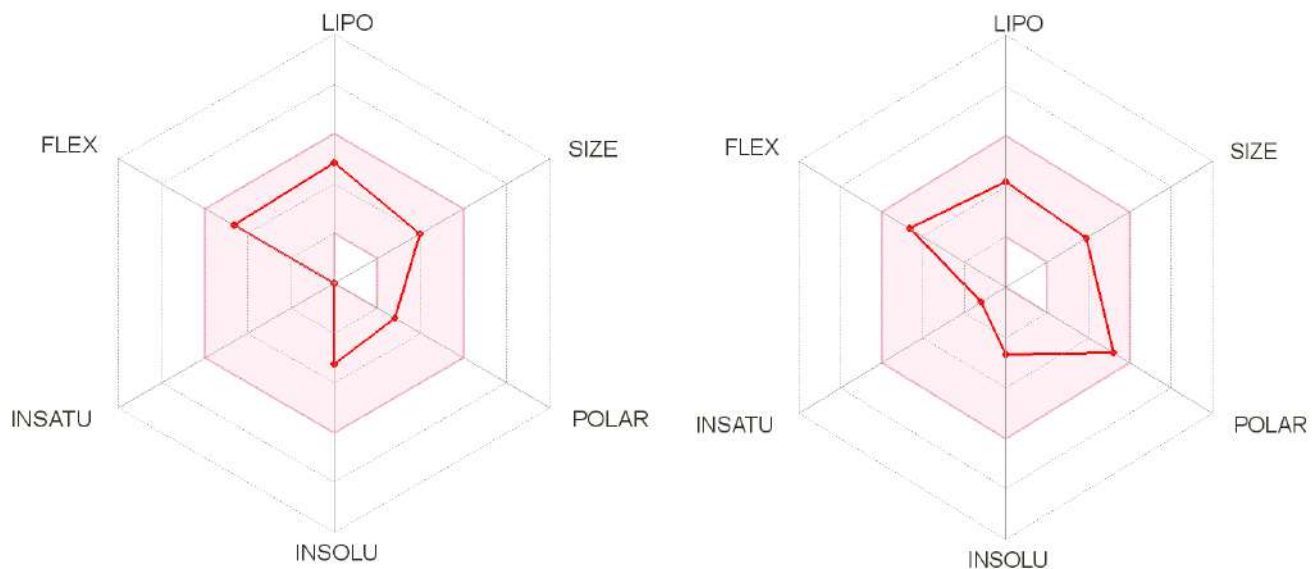 LIPO
FLEX
SIZE
INSATU
POLAR
INSOLU
LIPO
FLEX
SIZE
INSATU
POLAR
INSOLU